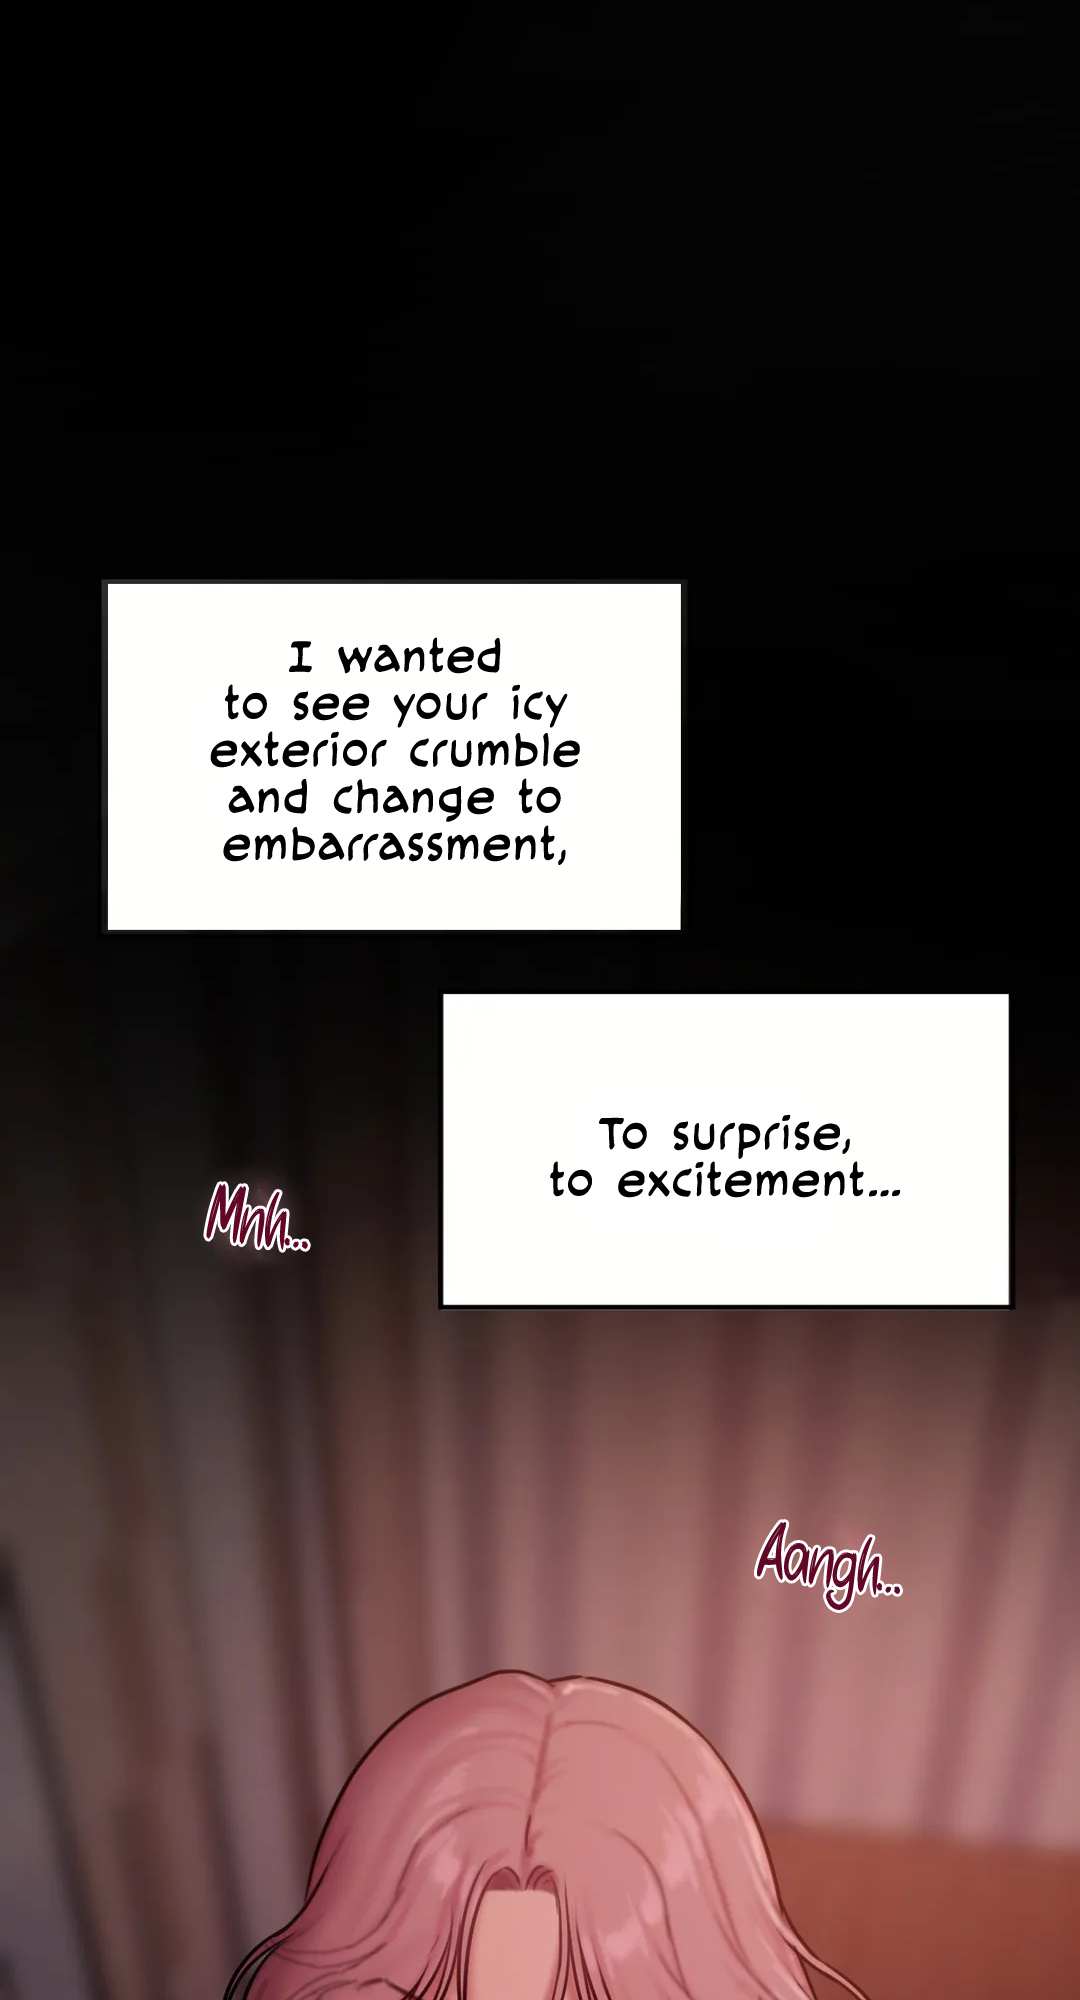 I wanted
to see your icy
exterior crumble
and change to
embarrassment,
To surprise,
to excitement...
Mnh...
Aangh...